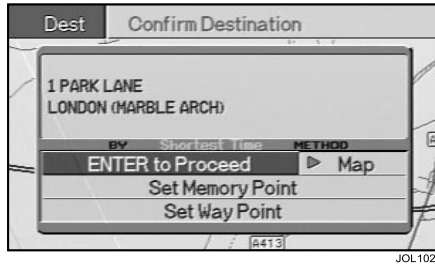 Dest Confirm Destination
1 PARK LANE
LONDON (MARBLE ARCH)
BY Shortest Time METHOD
ENTER to Proceed Map
Set Memory Point
Set Way Point
A413
JOL102